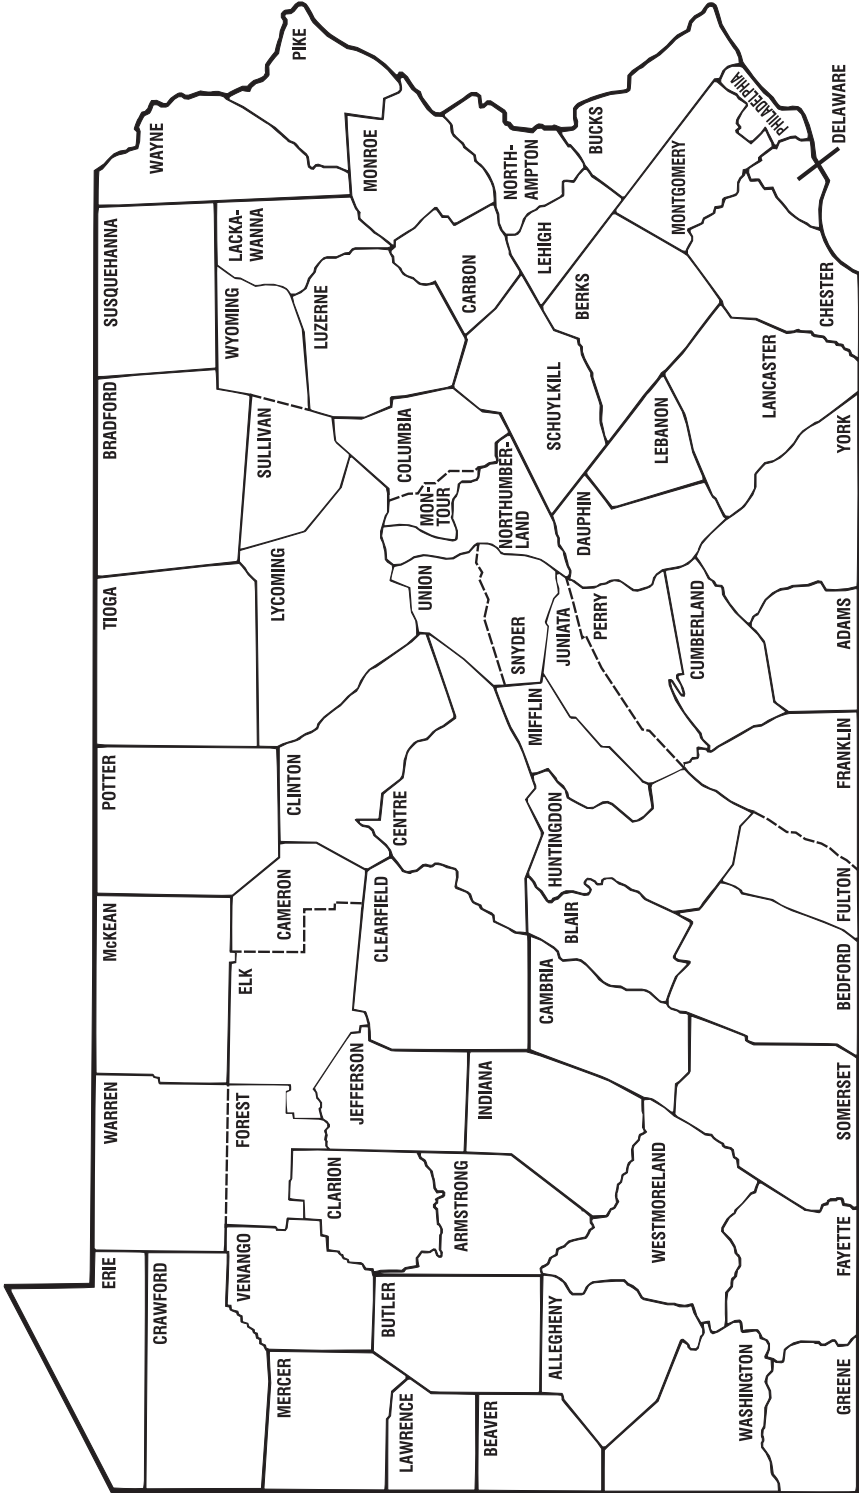 ERIE
CRAWFORD
WARREN
McKEAN
POTTER
TIOGA
BRADFORD
SUSQUEHANNA
WAYNE
PIKE
WYOMING
LACKA-
WANNA
MERCER
VENANGO
FOREST
ELK
CAMERON
CLINTON
LYCOMING
SULLIVAN
LUZERNE
MONROE
LAWRENCE
BUTLER
CLARION
JEFFERSON
CLEARFIELD
CENTRE
UNION
MON-
TOUR
COLUMBIA
CARBON
BEAVER
ARMSTRONG
INDIANA
NORTHUMBER-
LAND
SNYDER
MIFFLIN
JUNIATA
SCHUYLKILL
LEHIGH
NORTH-
AMPTON
ALLEGHENY
CAMBRIA
BLAIR
HUNTINGDON
PERRY
DAUPHIN
LEBANON
BERKS
BUCKS
WESTMORELAND
CUMBERLAND
LANCASTER
MONTGOMERY
PHILADELPHIA
WASHINGTON
GREENE
FAYETTE
SOMERSET
BEDFORD
FULTON
FRANKLIN
ADAMS
YORK
CHESTER
DELAWARE